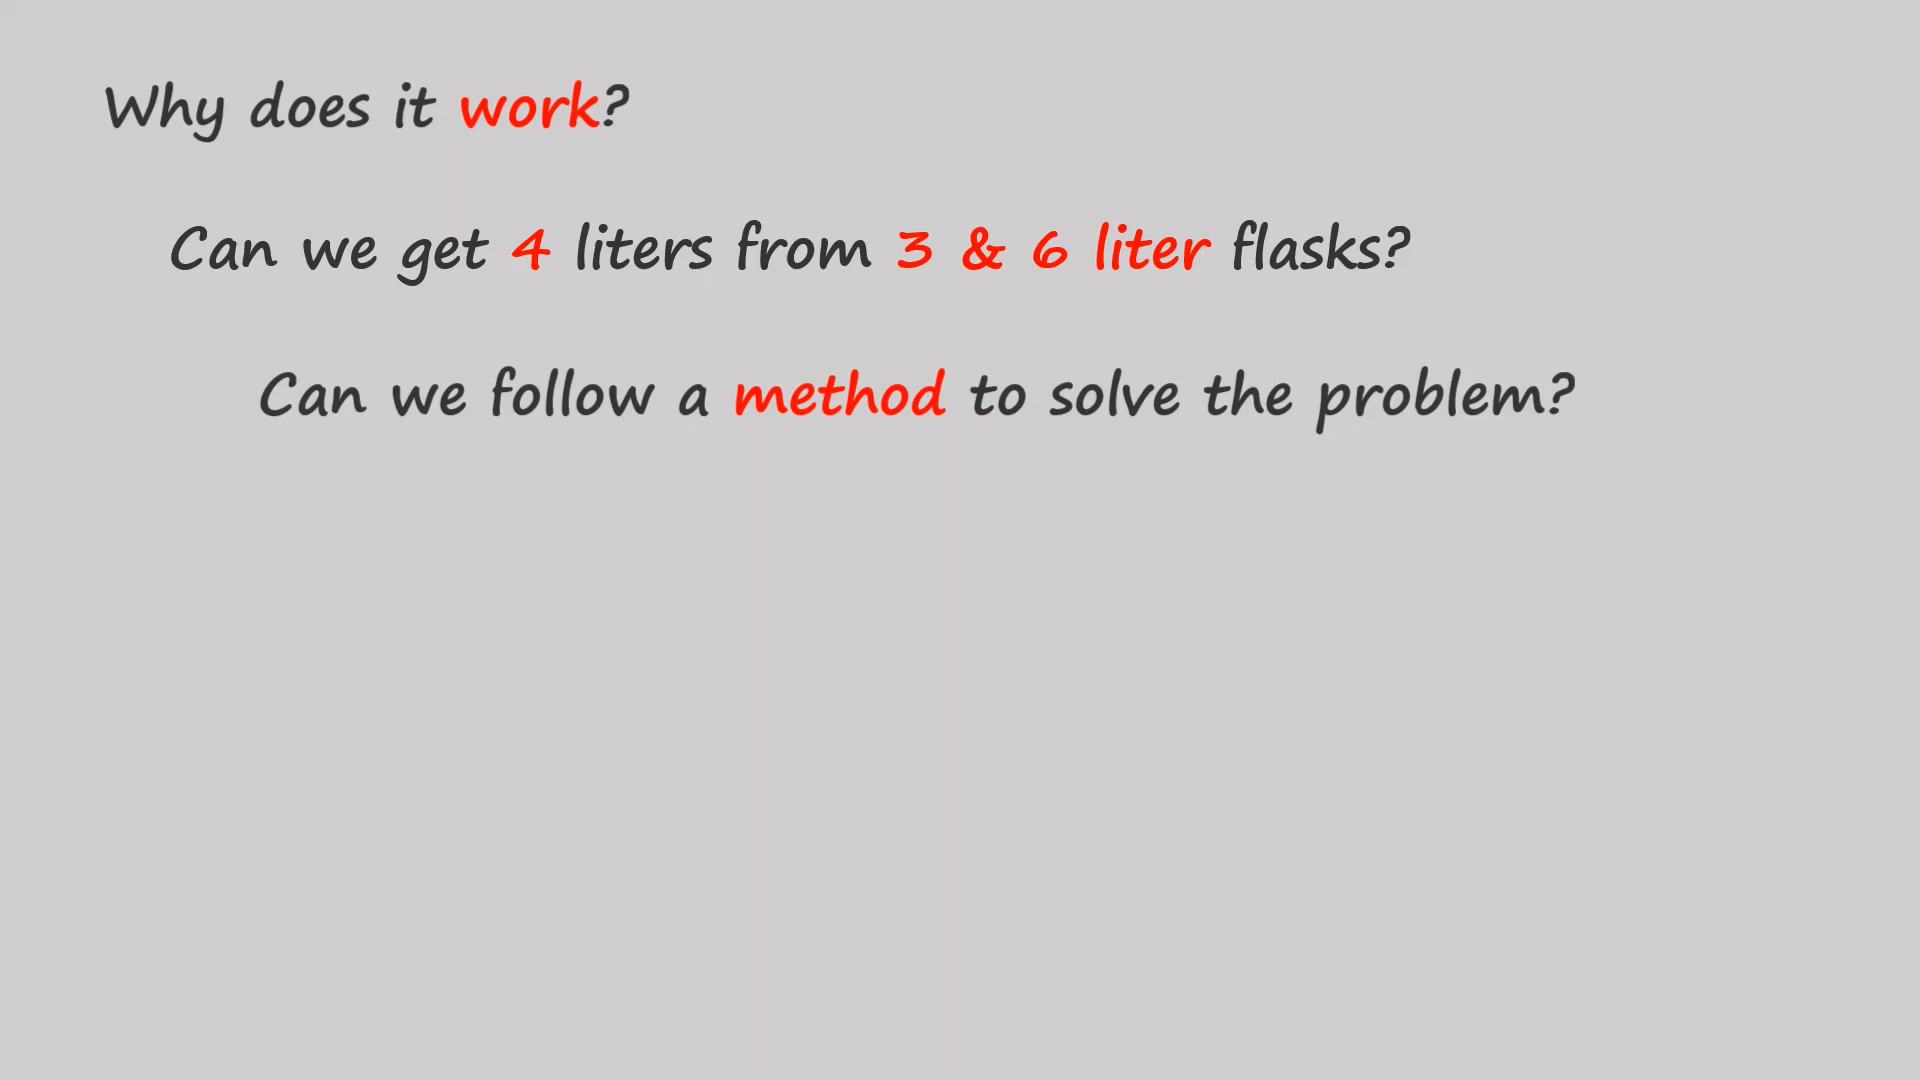 Why does it work?
Can we get 4 liters from 3 & 6 liter flasks?
Can we follow a method to solve the problem?